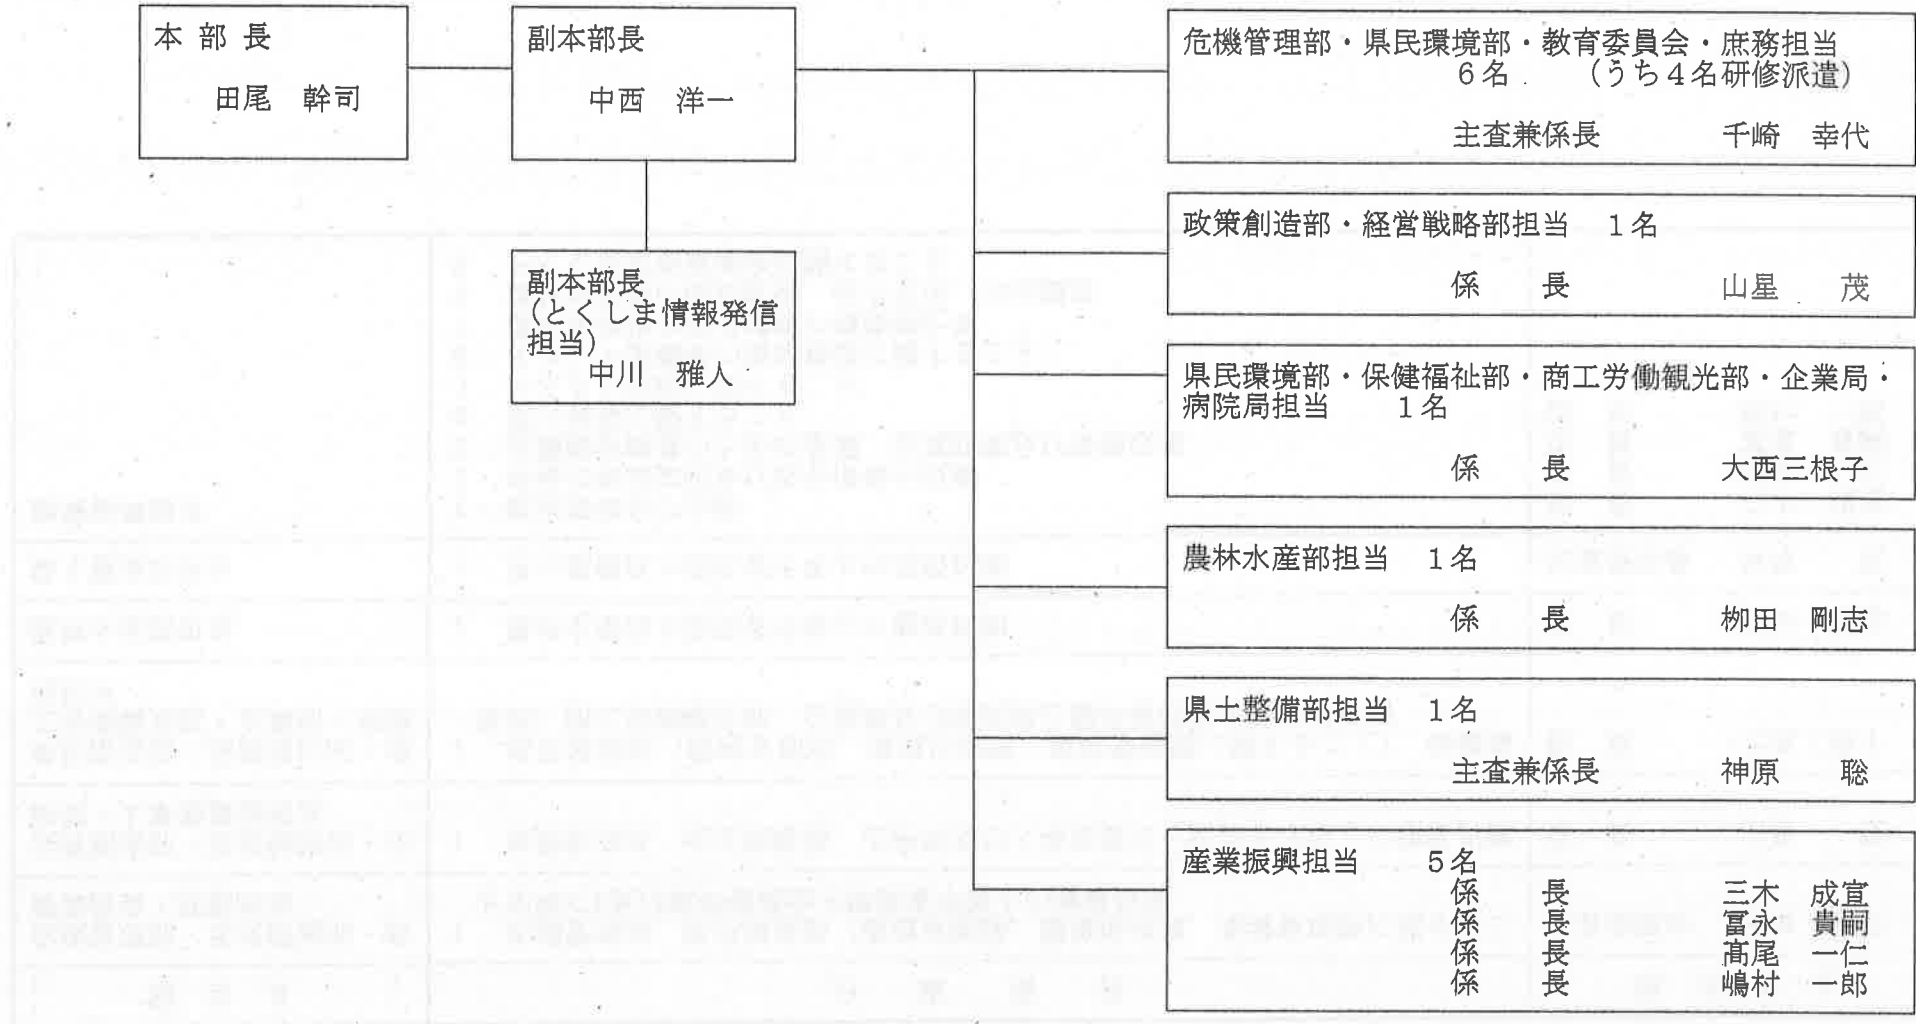 本部長
田尾　幹司
副本部長
中西　洋一
副本部長
(とくしま情報発信
担当)
中川　雅人
危機管理部・県民環境部・教育委員会・庶務担当
6名　（うち4名研修派遣）
主査兼係長　千崎　幸代
政策創造部・経営戦略部担当　1名
係　長　山星　茂
県民環境部・保健福祉部・商工労働観光部・企業局・
病院局担当　1名
係　長　大西三根子
農林水産部担当　1名
係　長　栁田　剛志
県土整備部担当　1名
主査兼係長　神原　聡
産業振興担当　5名
係　長　三木　成宣
係　長　冨永　貴嗣
係　長　髙尾　一仁
係　長　嶋村　一郎